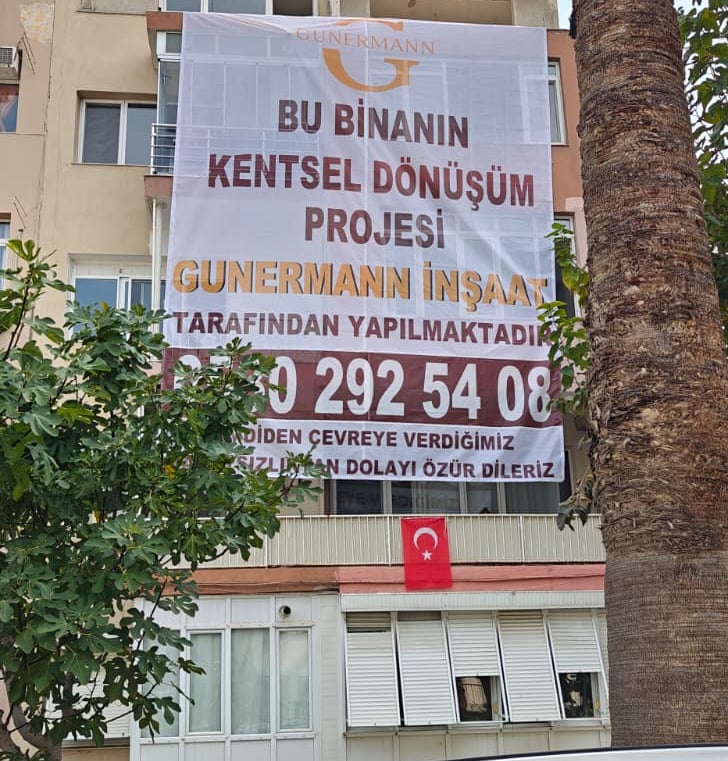 GUNERMANN
G
BU BİNANIN
KENTSEL DÖNÜŞÜM
PROJESİ
GUNERMANN İNŞAAT
TARAFINDAN YAPILMAKTADIR
292 54 08
ÇEVREYE VERDİĞİMİZ
DOLAYI ÖZÜR DİLERİZ